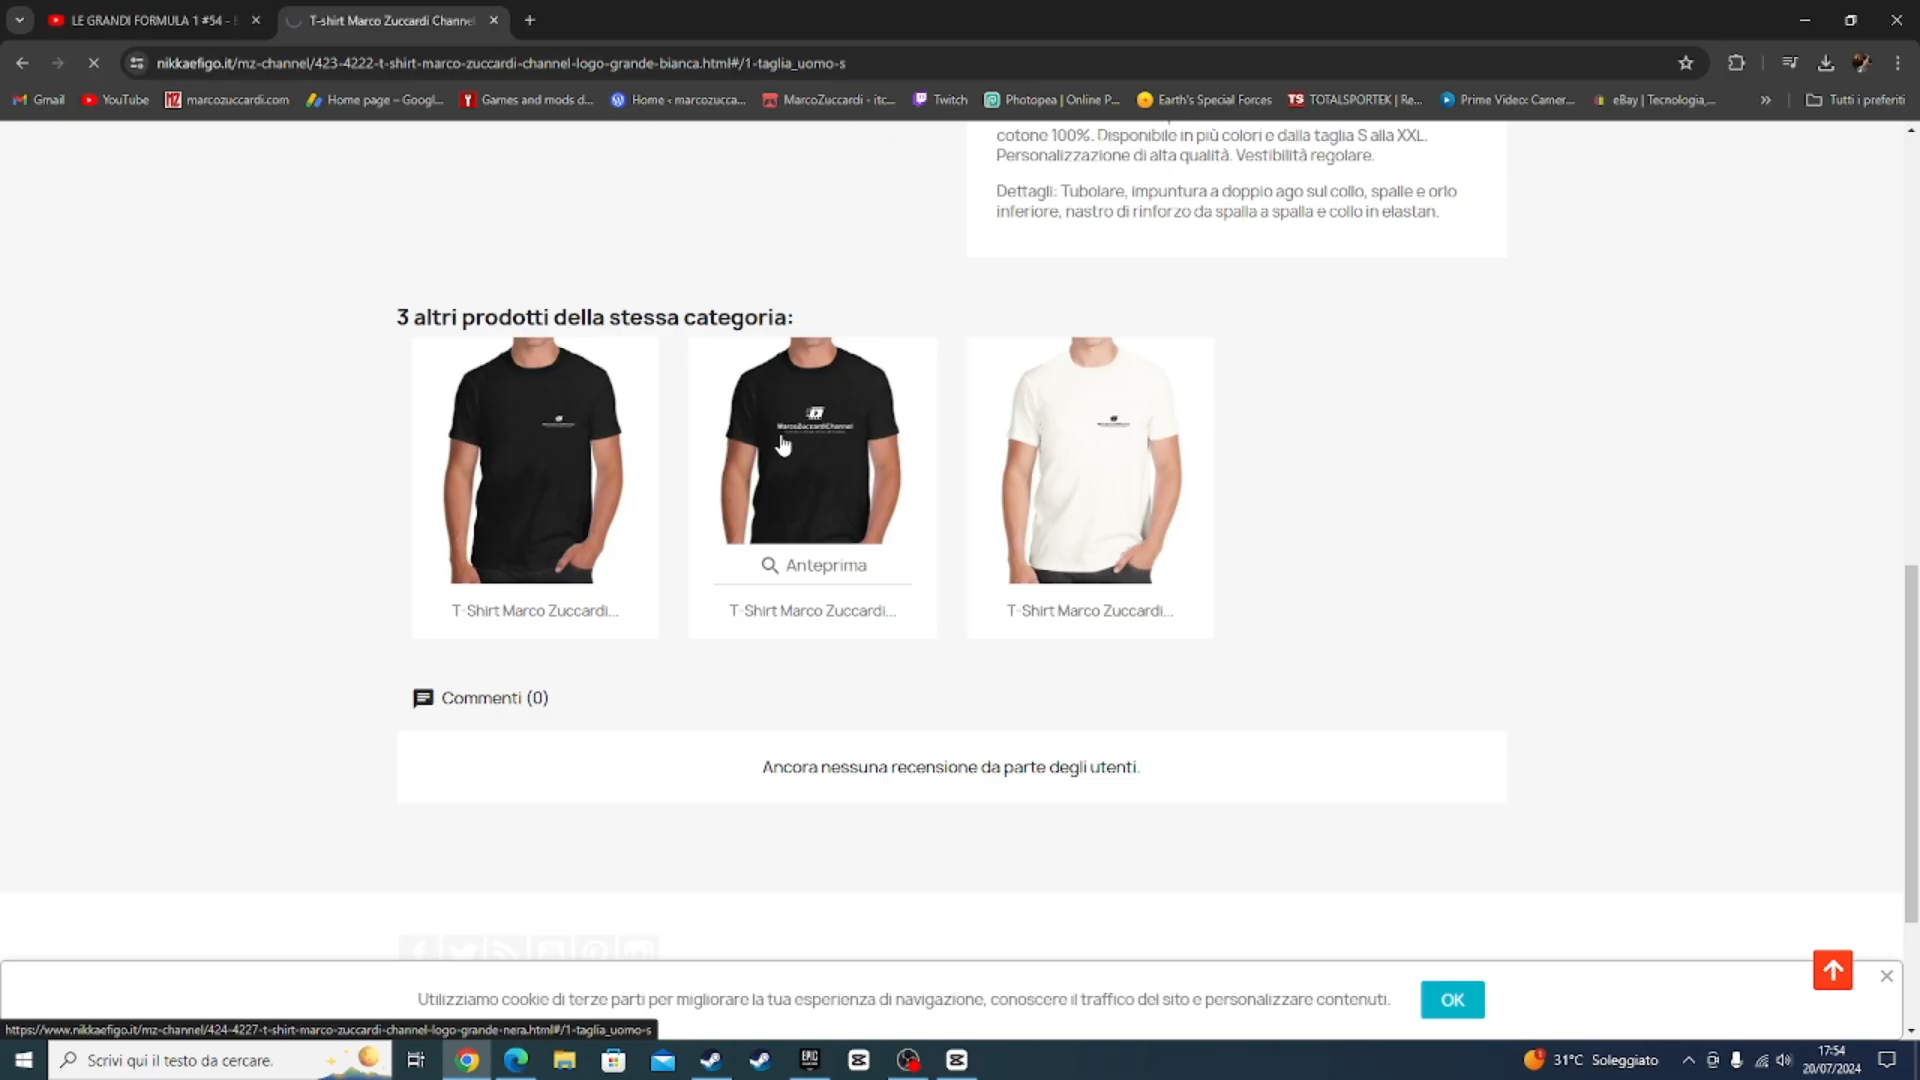 LE GRANDI FORMULA 1 #54 -
T-shirt Marco Zuccardi Channel
nikkaefigo.it/mz-channel/423-4222-t-shirt-marco-zuccardi-channel-logo-grande-bianca.html#/1-taglia_uomo-s
Gmail
YouTube
marcozuccardi.com
Home page – Googl...
Games and mods d...
Home ‹ marcozucca...
MarcoZuccardi - itc...
Twitch
Photopea | Online P...
Earth's Special Forces
TOTALSPORTEK | Re...
Prime Video: Camer...
eBay | Tecnologia,...
»
Tutti i preferiti
cotone 100%. Disponibile in più colori e dalla taglia S alla XXL.
Personalizzazione di alta qualità. Vestibilità regolare.
Dettagli: Tubolare, impuntura a doppio ago sul collo, spalle e orlo
inferiore, nastro di rinforzo da spalla a spalla e collo in elastan.
3 altri prodotti della stessa categoria:
MarcoZuccardiChannel
Anteprima
T-Shirt Marco Zuccardi...
T-Shirt Marco Zuccardi...
T-Shirt Marco Zuccardi...
Commenti (0)
Ancora nessuna recensione da parte degli utenti.
Utilizziamo cookie di terze parti per migliorare la tua esperienza di navigazione, conoscere il traffico del sito e personalizzare contenuti.
OK
https://www.nikkaefigo.it/mz-channel/424-4227-t-shirt-marco-zuccardi-channel-logo-grande-nera.html#/1-taglia_uomo-s
Scrivi qui il testo da cercare.
EPIC
31°C Soleggiato
17:54
20/07/2024